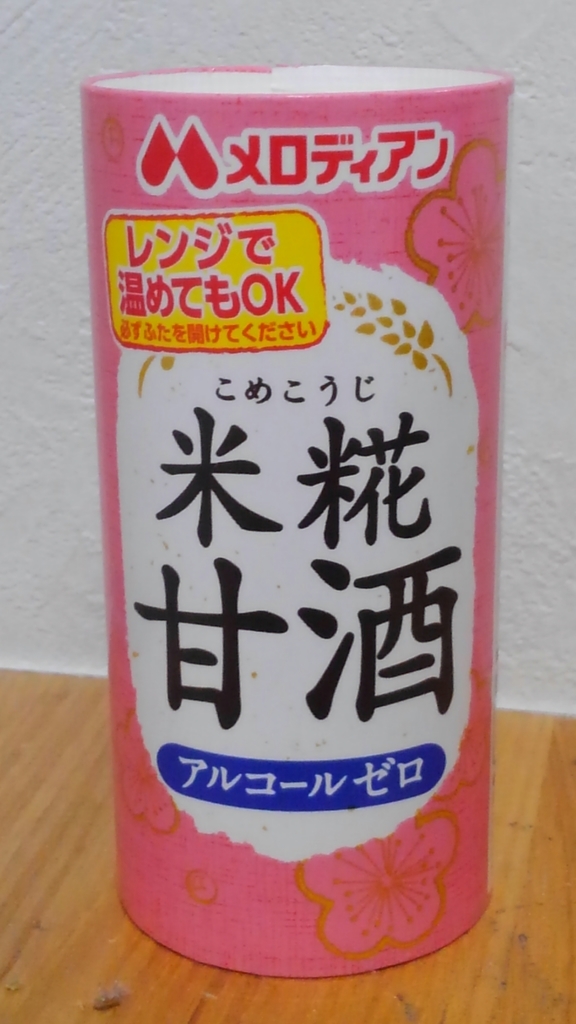 メロディアン
レンジで
温めてもOK
必ずふたを開けてください
こめこうじ
米糀
甘酒
アルコールゼロ